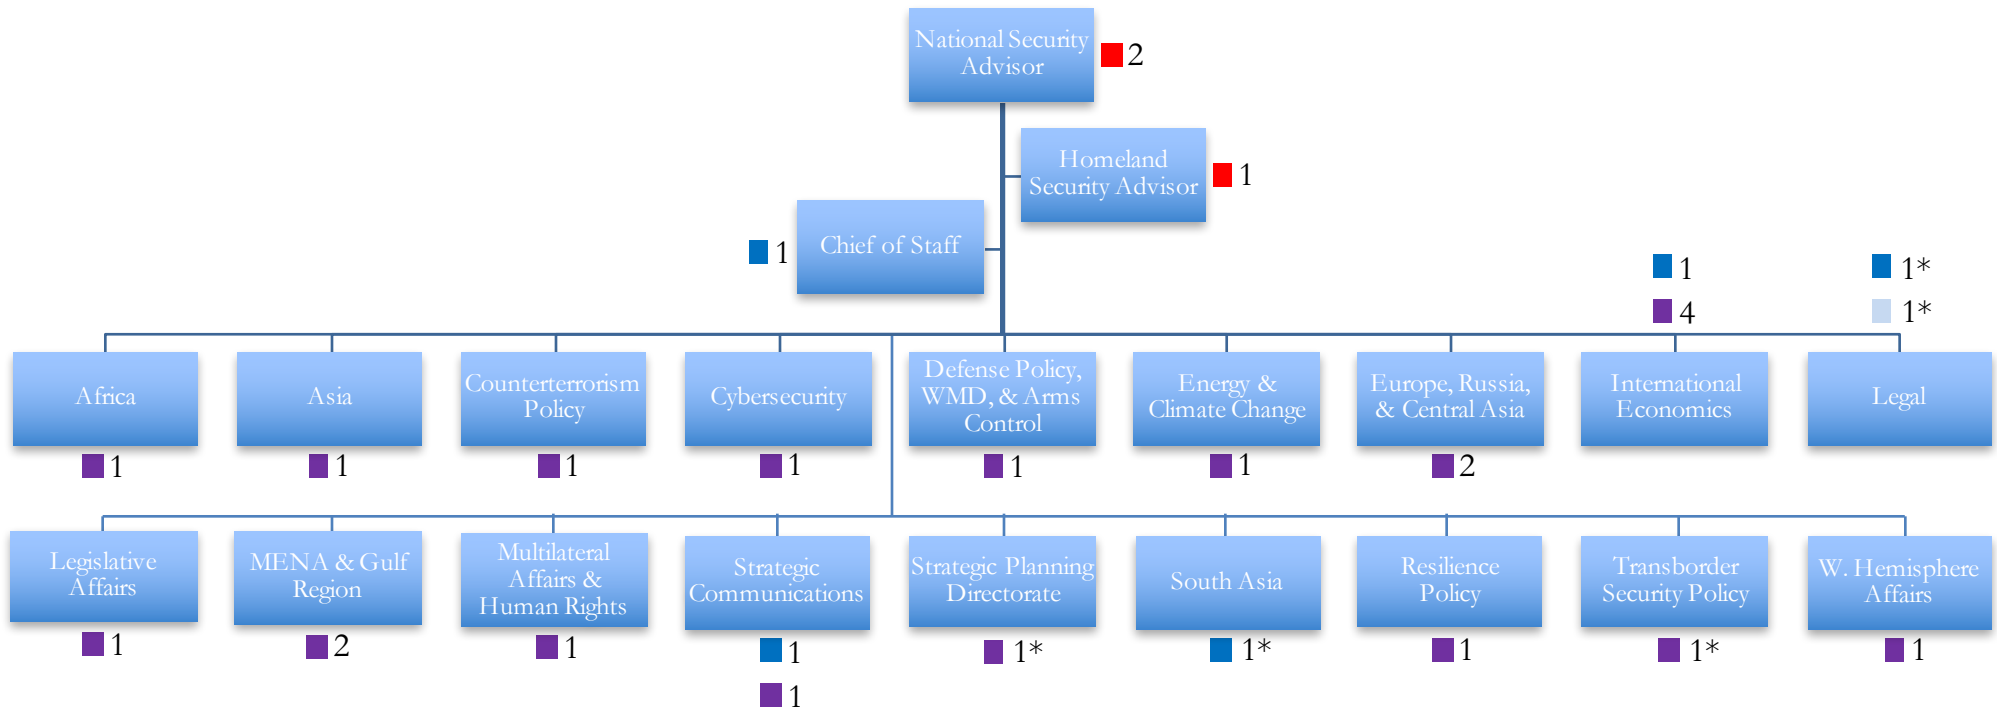 National Security
Advisor
2
Homeland
Security Advisor
1
Chief of Staff
1
1
4
1*
1*
Africa
1
Asia
1
Counterterrorism
Policy
1
Cybersecurity
1
Defense Policy,
WMD, & Arms
Control
1
Energy &
Climate Change
1
Europe, Russia,
& Central Asia
2
International
Economics
Legal
Legislative
Affairs
1
MENA & Gulf
Region
2
Multilateral
Affairs &
Human Rights
1
Strategic
Communications
1
1
Strategic Planning
Directorate
1*
South Asia
1*
Resilience
Policy
1
Transborder
Security Policy
1*
W. Hemisphere
Affairs
1